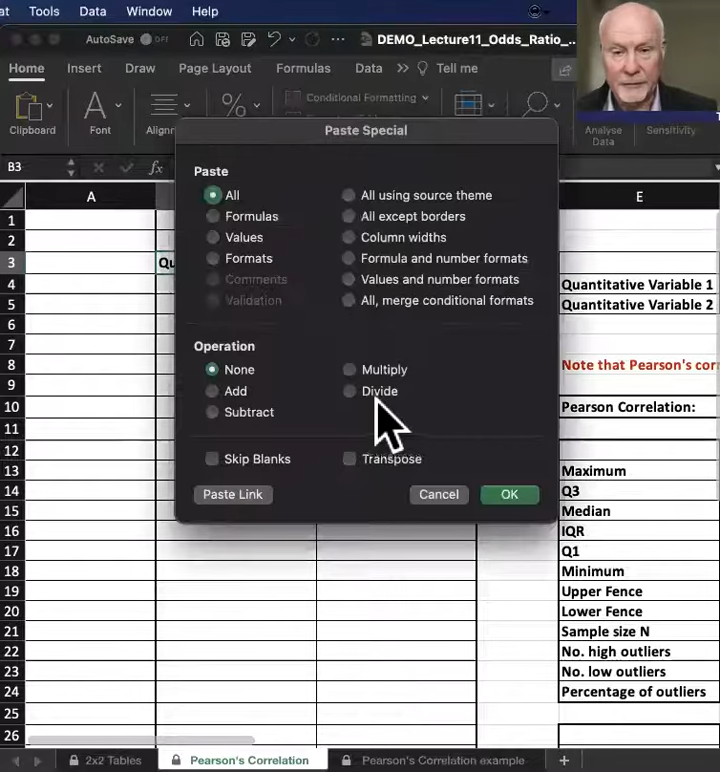 at Tools Data Window Help
AutoSave OFF ... DEMO_Lecture11_Odds_Ratio_...
Home Insert Draw Page Layout Formulas Data >> Tell me
Clipboard Font Alignr % Conditional Formatting Analyse Data Sensitivity
B3 fx
Paste Special
A E
Paste
All All using source theme
Formulas All except borders
Values Column widths
Formats Formula and number formats
Comments Values and number formats
Validation All, merge conditional formats
Operation
None Multiply
Add Divide
Subtract
Skip Blanks Transpose
Paste Link Cancel OK
1
2
3 Qu
4 Quantitative Variable 1
5 Quantitative Variable 2
6
7
8 Note that Pearson's corr
9
10 Pearson Correlation:
11
12
13 Maximum
14 Q3
15 Median
16 IQR
17 Q1
18 Minimum
19 Upper Fence
20 Lower Fence
21 Sample size N
22 No. high outliers
23 No. low outliers
24 Percentage of outliers
25
26
2x2 Tables Pearson's Correlation Pearson's Correlation example +